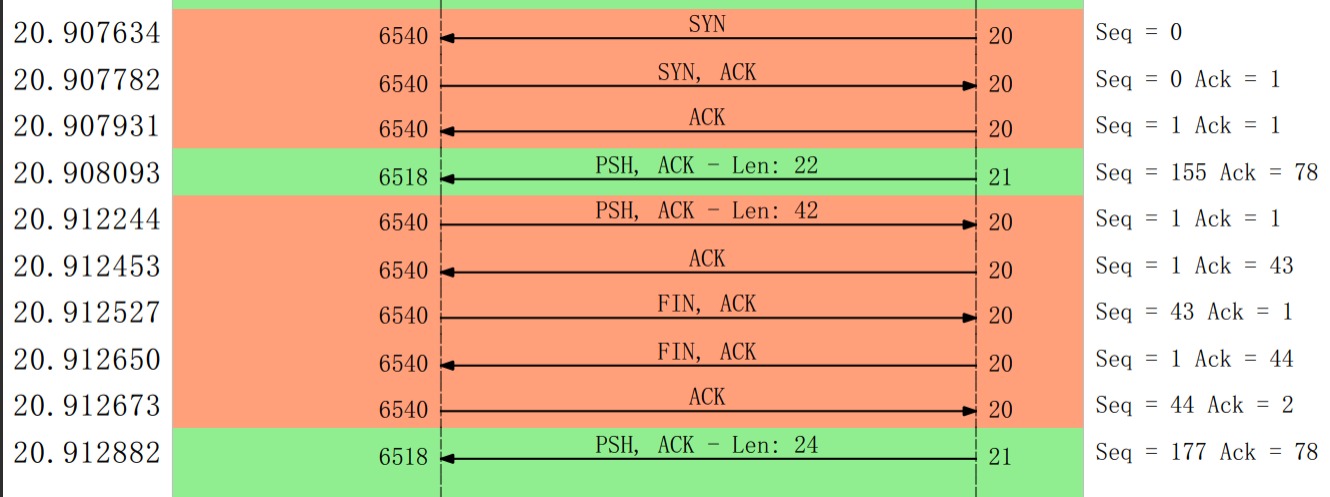 20.907634 6540 SYN 20 Seq = 0
20.907782 6540 SYN, ACK 20 Seq = 0 Ack = 1
20.907931 6540 ACK 20 Seq = 1 Ack = 1
20.908093 6518 PSH, ACK - Len: 22 21 Seq = 155 Ack = 78
20.912244 6540 PSH, ACK - Len: 42 20 Seq = 1 Ack = 1
20.912453 6540 ACK 20 Seq = 1 Ack = 43
20.912527 6540 FIN, ACK 20 Seq = 43 Ack = 1
20.912650 6540 FIN, ACK 20 Seq = 1 Ack = 44
20.912673 6540 ACK 20 Seq = 44 Ack = 2
20.912882 6518 PSH, ACK - Len: 24 21 Seq = 177 Ack = 78